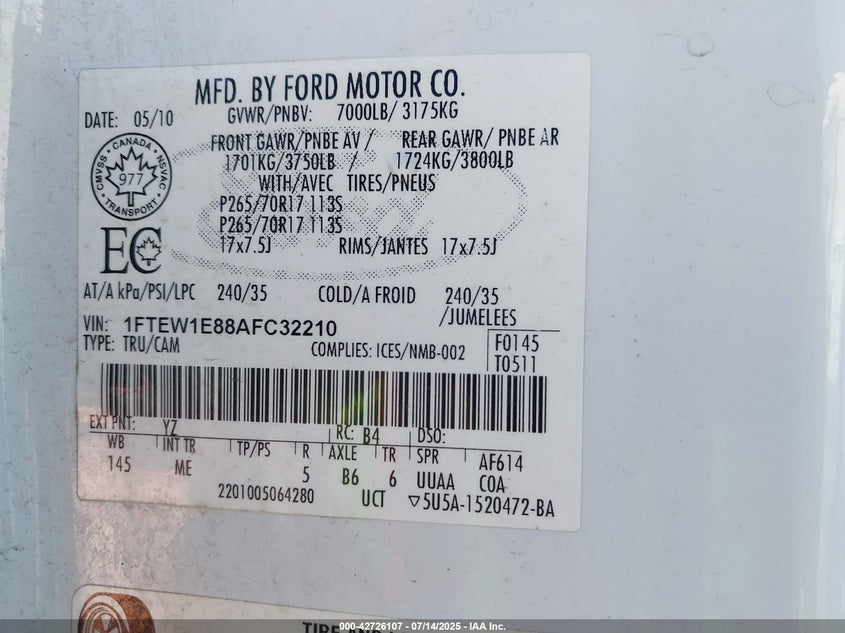 MFD. BY FORD MOTOR CO.
DATE: 05/10 GVWR/PNBV: 7000LB/ 3175KG
FRONT GAWR/PNBE AV / REAR GAWR/ PNBE AR
1701KG/3750LB / 1724KG/3800LB
WITH/AVEC TIRES/PNEUS
P265/70R17 113S
P265/70R17 113S
17x7.5J RIMS/JANTES 17x7.5J
CANADA
CMVSS
NSVAC
977
TRANSPORT
EC
AT/A kPa/PSI/LPC 240/35 COLD/A FROID 240/35
/JUMELEES
VIN: 1FTEW1E88AFC32210
TYPE: TRU/CAM COMPLIES: ICES/NMB-002
F0145
T0511
EXT PNT: YZ RC: B4 DSO:
WB INT TR TP/PS R AXLE TR SPR AF614
145 ME 5 B6 6 UUAA COA
2201005064280 UCT ▽5U5A-1520472-BA
TIRE AND
000-42726107 - 07/14/2025 - IAA Inc.